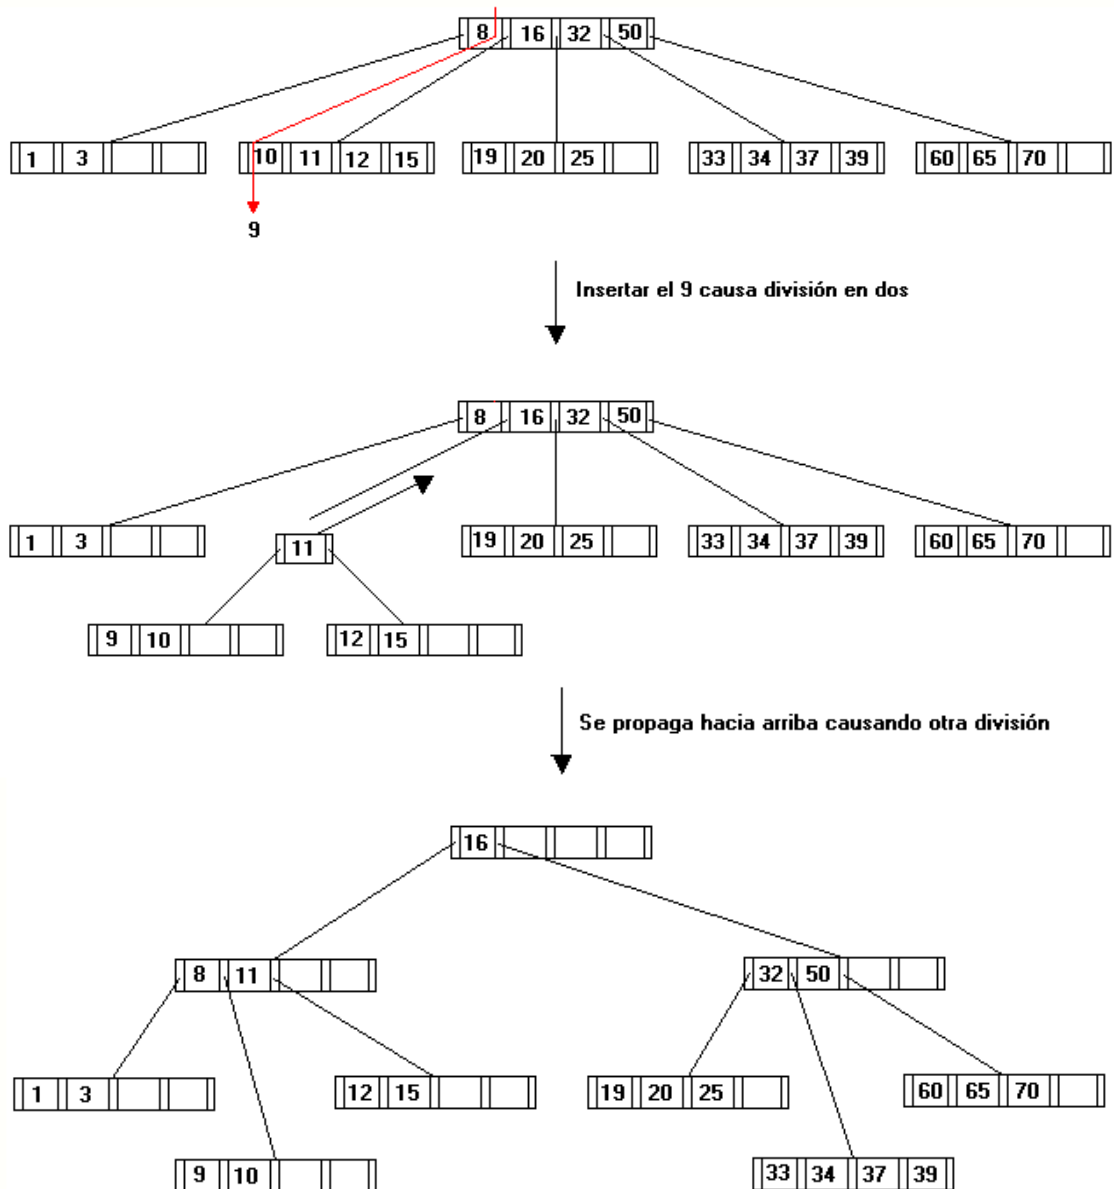 8 16 32 50
1 3 10 11 12 15 19 20 25 33 34 37 39 60 65 70
9
Insertar el 9 causa división en dos
8 16 32 50
1 3 11 19 20 25 33 34 37 39 60 65 70
9 10 12 15
Se propaga hacia arriba causando otra división
16
8 11 32 50
1 3 12 15 19 20 25 60 65 70
9 10 33 34 37 39